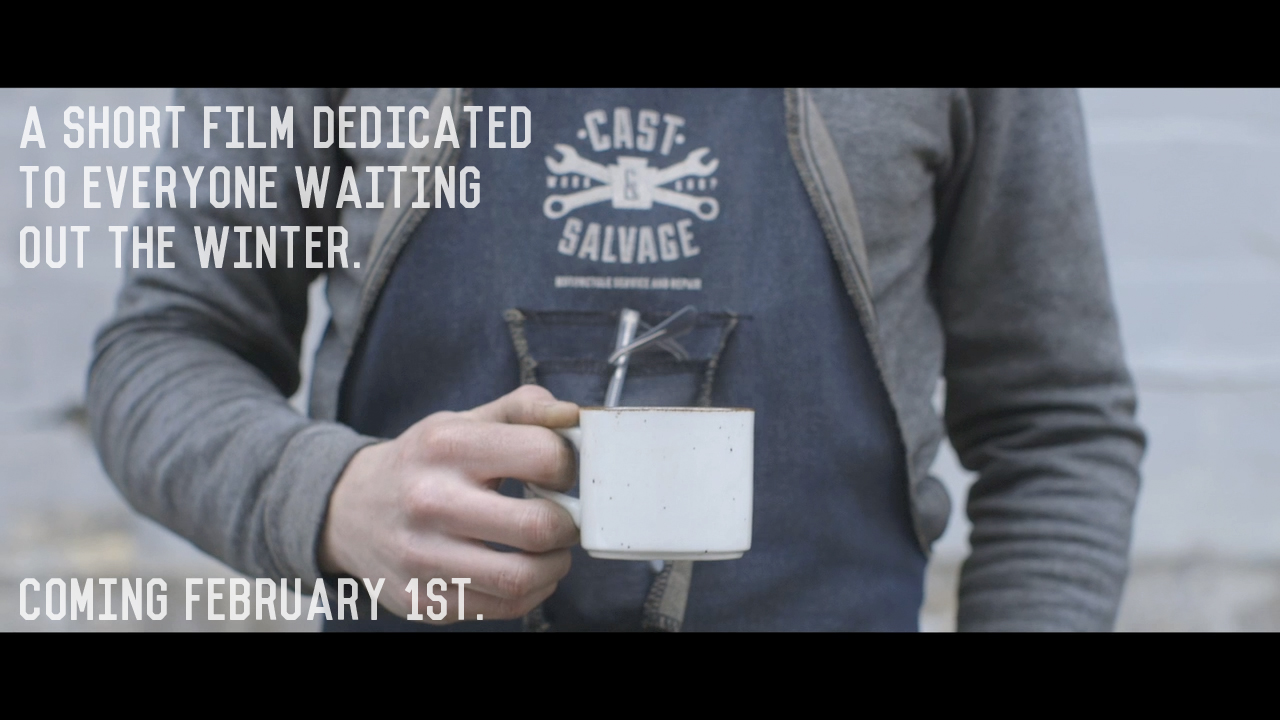 A SHORT FILM DEDICATED
TO EVERYONE WAITING
OUT THE WINTER.
CAST
WORK & SHOP
SALVAGE
MOTORCYCLE SERVICE AND REPAIR
COMING FEBRUARY 1ST.